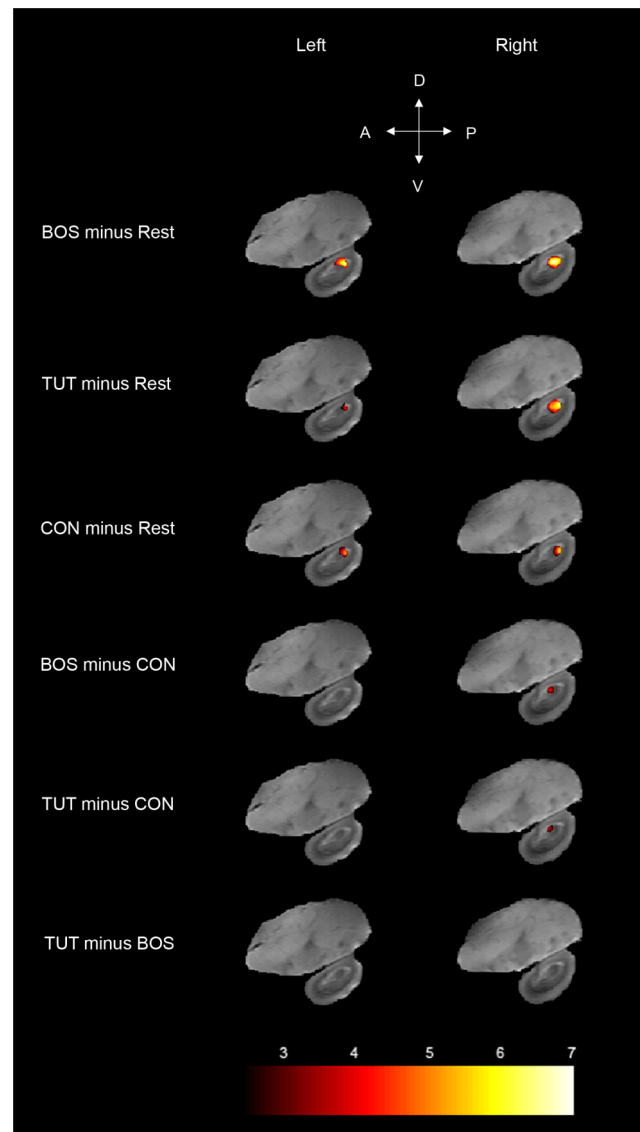 Left Right
D
A P
V
BOS minus Rest
TUT minus Rest
CON minus Rest
BOS minus CON
TUT minus CON
TUT minus BOS
3 4 5 6 7